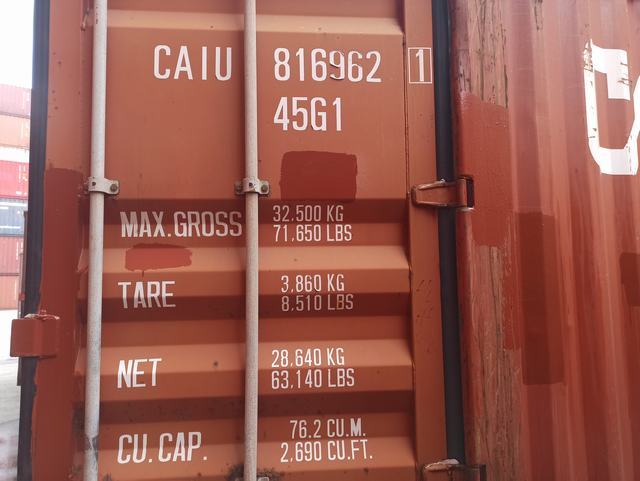 CAIU 816962 1
45G1
MAX.GROSS 32,500 KG
71,650 LBS
TARE 3,860 KG
8,510 LBS
NET 28,640 KG
63,140 LBS
CU.CAP. 76.2 CU.M.
2,690 CU.FT.